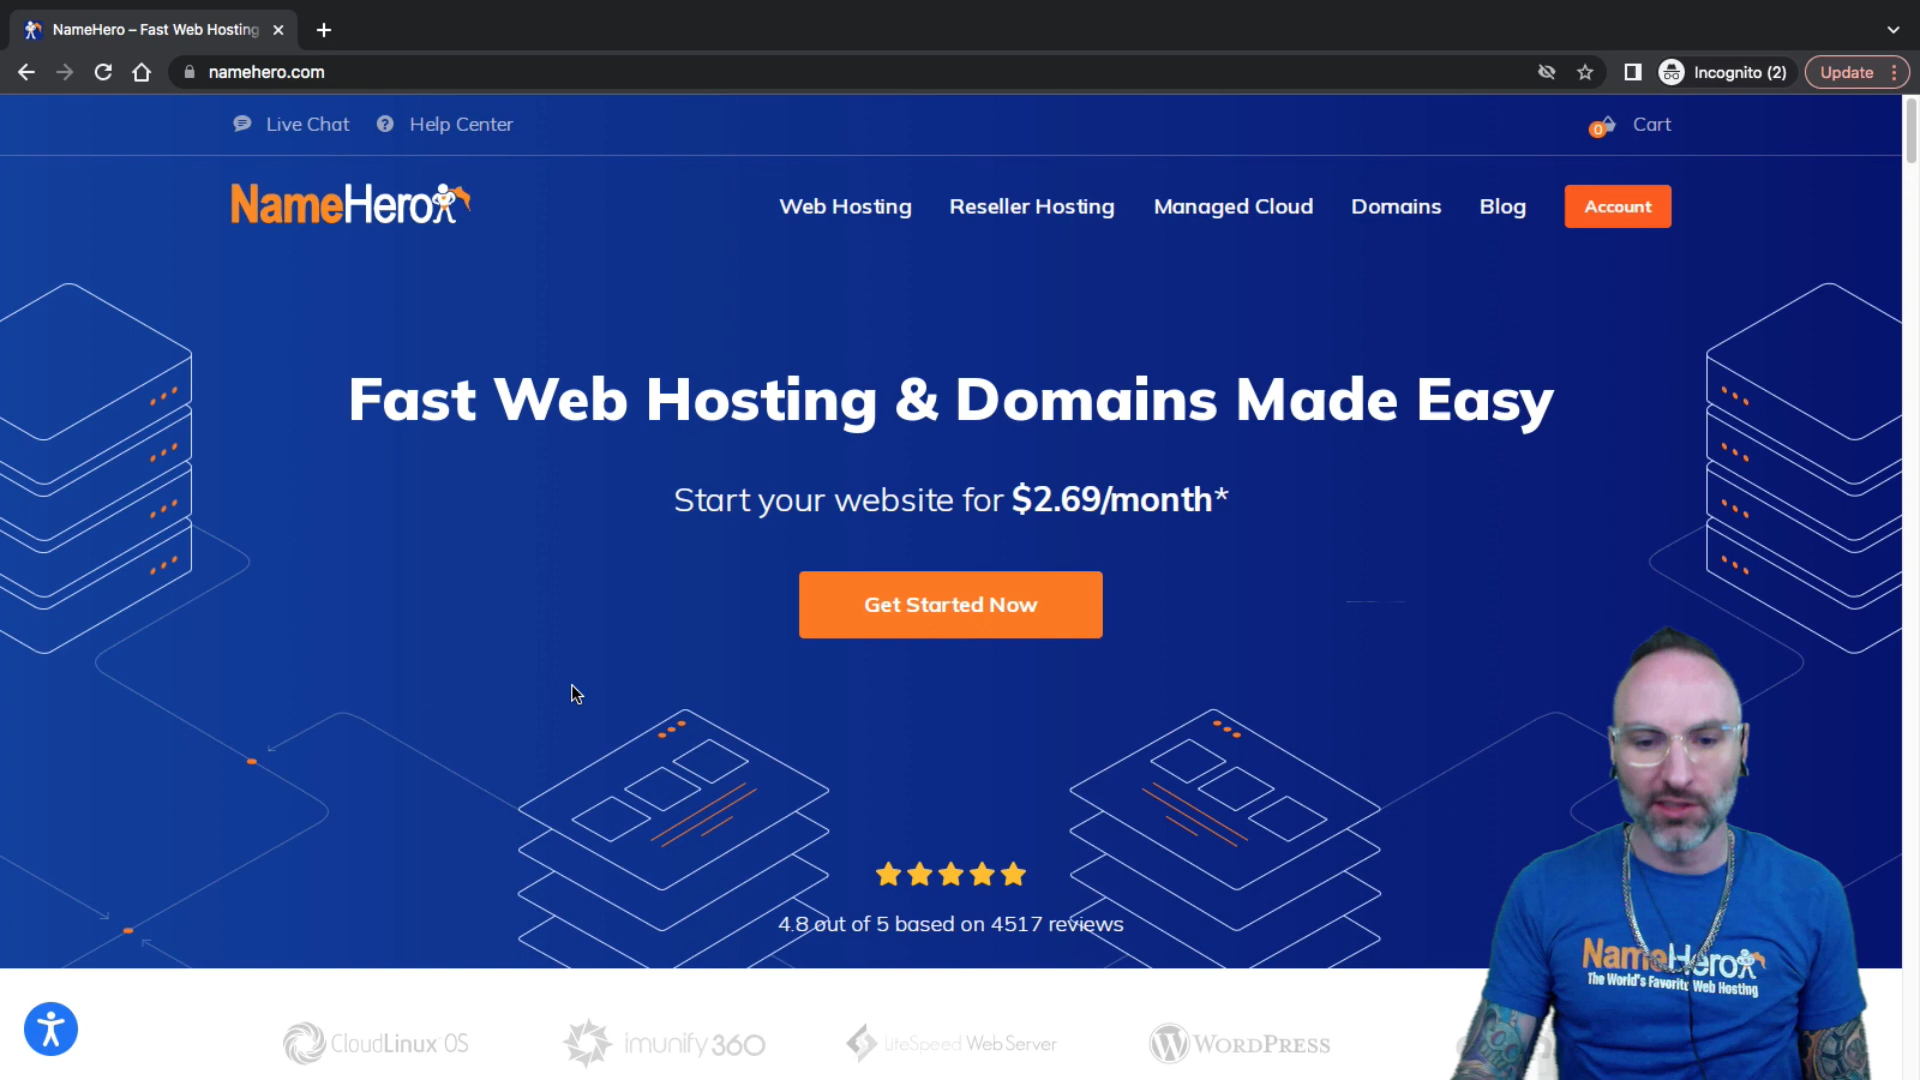 NameHero – Fast Web Hosting
namehero.com
Incognito (2)
Update
Live Chat
Help Center
0
Cart
NameHero
Web Hosting
Reseller Hosting
Managed Cloud
Domains
Blog
Account
Fast Web Hosting & Domains Made Easy
Start your website for $2.69/month*
Get Started Now
4.8 out of 5 based on 4517 reviews
NameHero
The World's Favorite Web Hosting
CloudLinux OS
imunify360
LiteSpeed Web Server
WORDPRESS